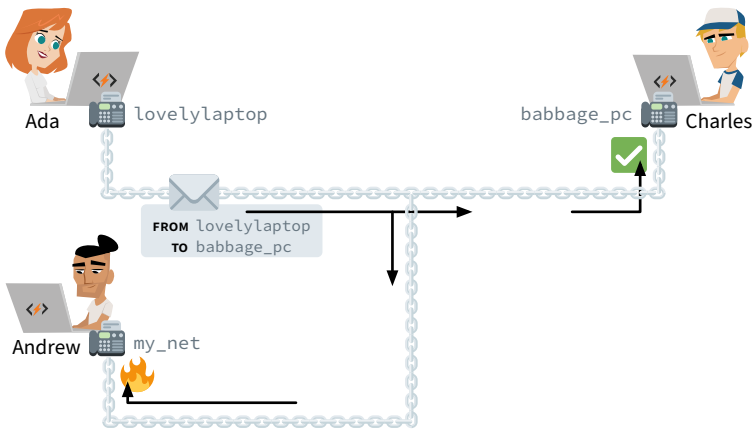 Ada
lovelylaptop
babbage_pc
Charles
FROM lovelylaptop
TO babbage_pc
Andrew
my_net